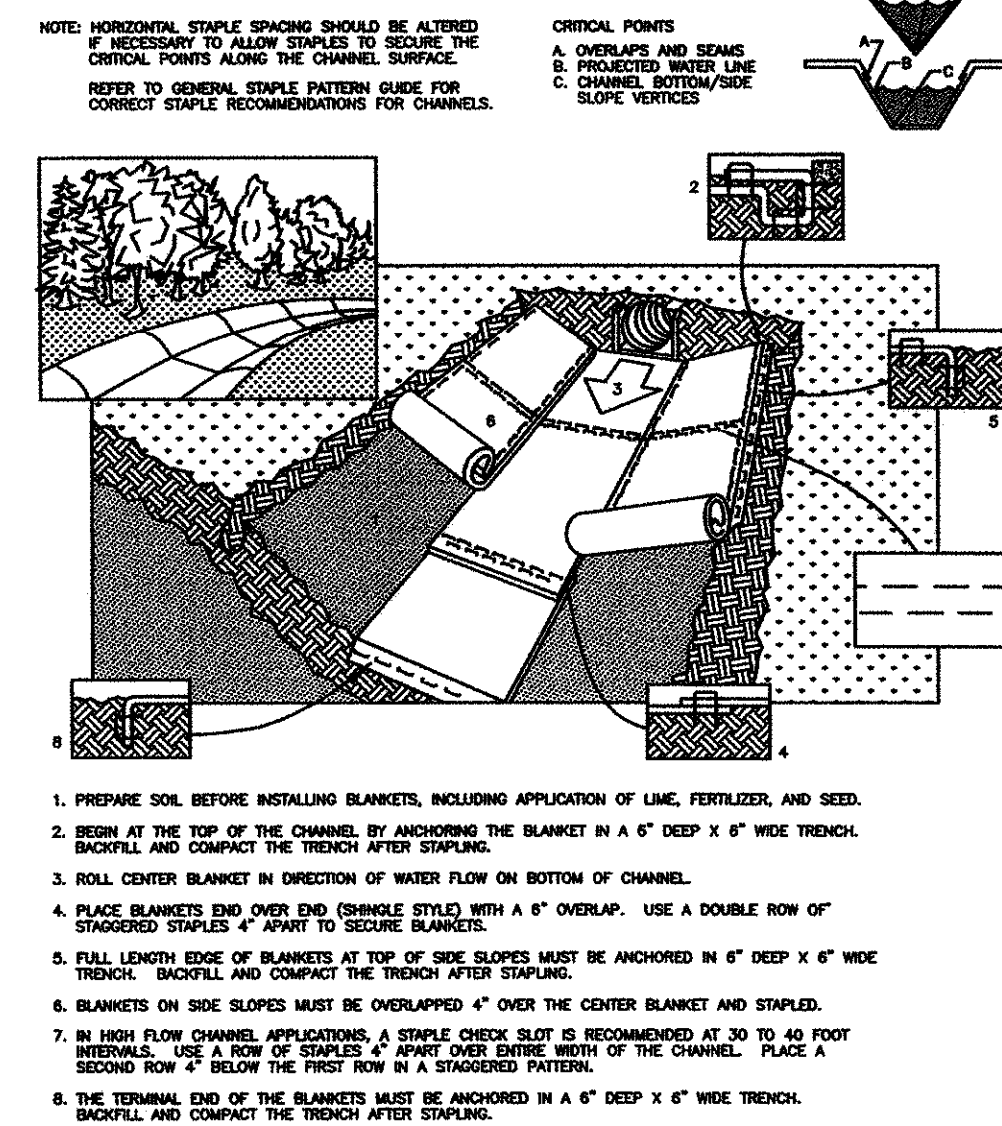 NOTE: HORIZONTAL STAPLE SPACING SHOULD BE ALTERED
IF NECESSARY TO ALLOW STAPLES TO SECURE THE
CRITICAL POINTS ALONG THE CHANNEL SURFACE.
REFER TO GENERAL STAPLE PATTERN GUIDE FOR
CORRECT STAPLE RECOMMENDATIONS FOR CHANNELS.
CRITICAL POINTS
A. OVERLAPS AND SEAMS
B. PROJECTED WATER LINE
C. CHANNEL BOTTOM/SIDE
SLOPE VERTICES
A
B
C
2
3
5
6
8
4
1. PREPARE SOIL BEFORE INSTALLING BLANKETS, INCLUDING APPLICATION OF LIME, FERTILIZER, AND SEED.
2. BEGIN AT THE TOP OF THE CHANNEL BY ANCHORING THE BLANKET IN A 6" DEEP X 6" WIDE TRENCH.
BACKFILL AND COMPACT THE TRENCH AFTER STAPLING.
3. ROLL CENTER BLANKET IN DIRECTION OF WATER FLOW ON BOTTOM OF CHANNEL.
4. PLACE BLANKETS END OVER END (SHINGLE STYLE) WITH A 6" OVERLAP. USE A DOUBLE ROW OF
STAGGERED STAPLES 4" APART TO SECURE BLANKETS.
5. FULL LENGTH EDGE OF BLANKETS AT TOP OF SIDE SLOPES MUST BE ANCHORED IN 6" DEEP X 6" WIDE
TRENCH. BACKFILL AND COMPACT THE TRENCH AFTER STAPLING.
6. BLANKETS ON SIDE SLOPES MUST BE OVERLAPPED 4" OVER THE CENTER BLANKET AND STAPLED.
7. IN HIGH FLOW CHANNEL APPLICATIONS, A STAPLE CHECK SLOT IS RECOMMENDED AT 30 TO 40 FOOT
INTERVALS. USE A ROW OF STAPLES 4" APART OVER ENTIRE WIDTH OF THE CHANNEL. PLACE A
SECOND ROW 4" BELOW THE FIRST ROW IN A STAGGERED PATTERN.
8. THE TERMINAL END OF THE BLANKETS MUST BE ANCHORED IN A 6" DEEP X 6" WIDE TRENCH.
BACKFILL AND COMPACT THE TRENCH AFTER STAPLING.